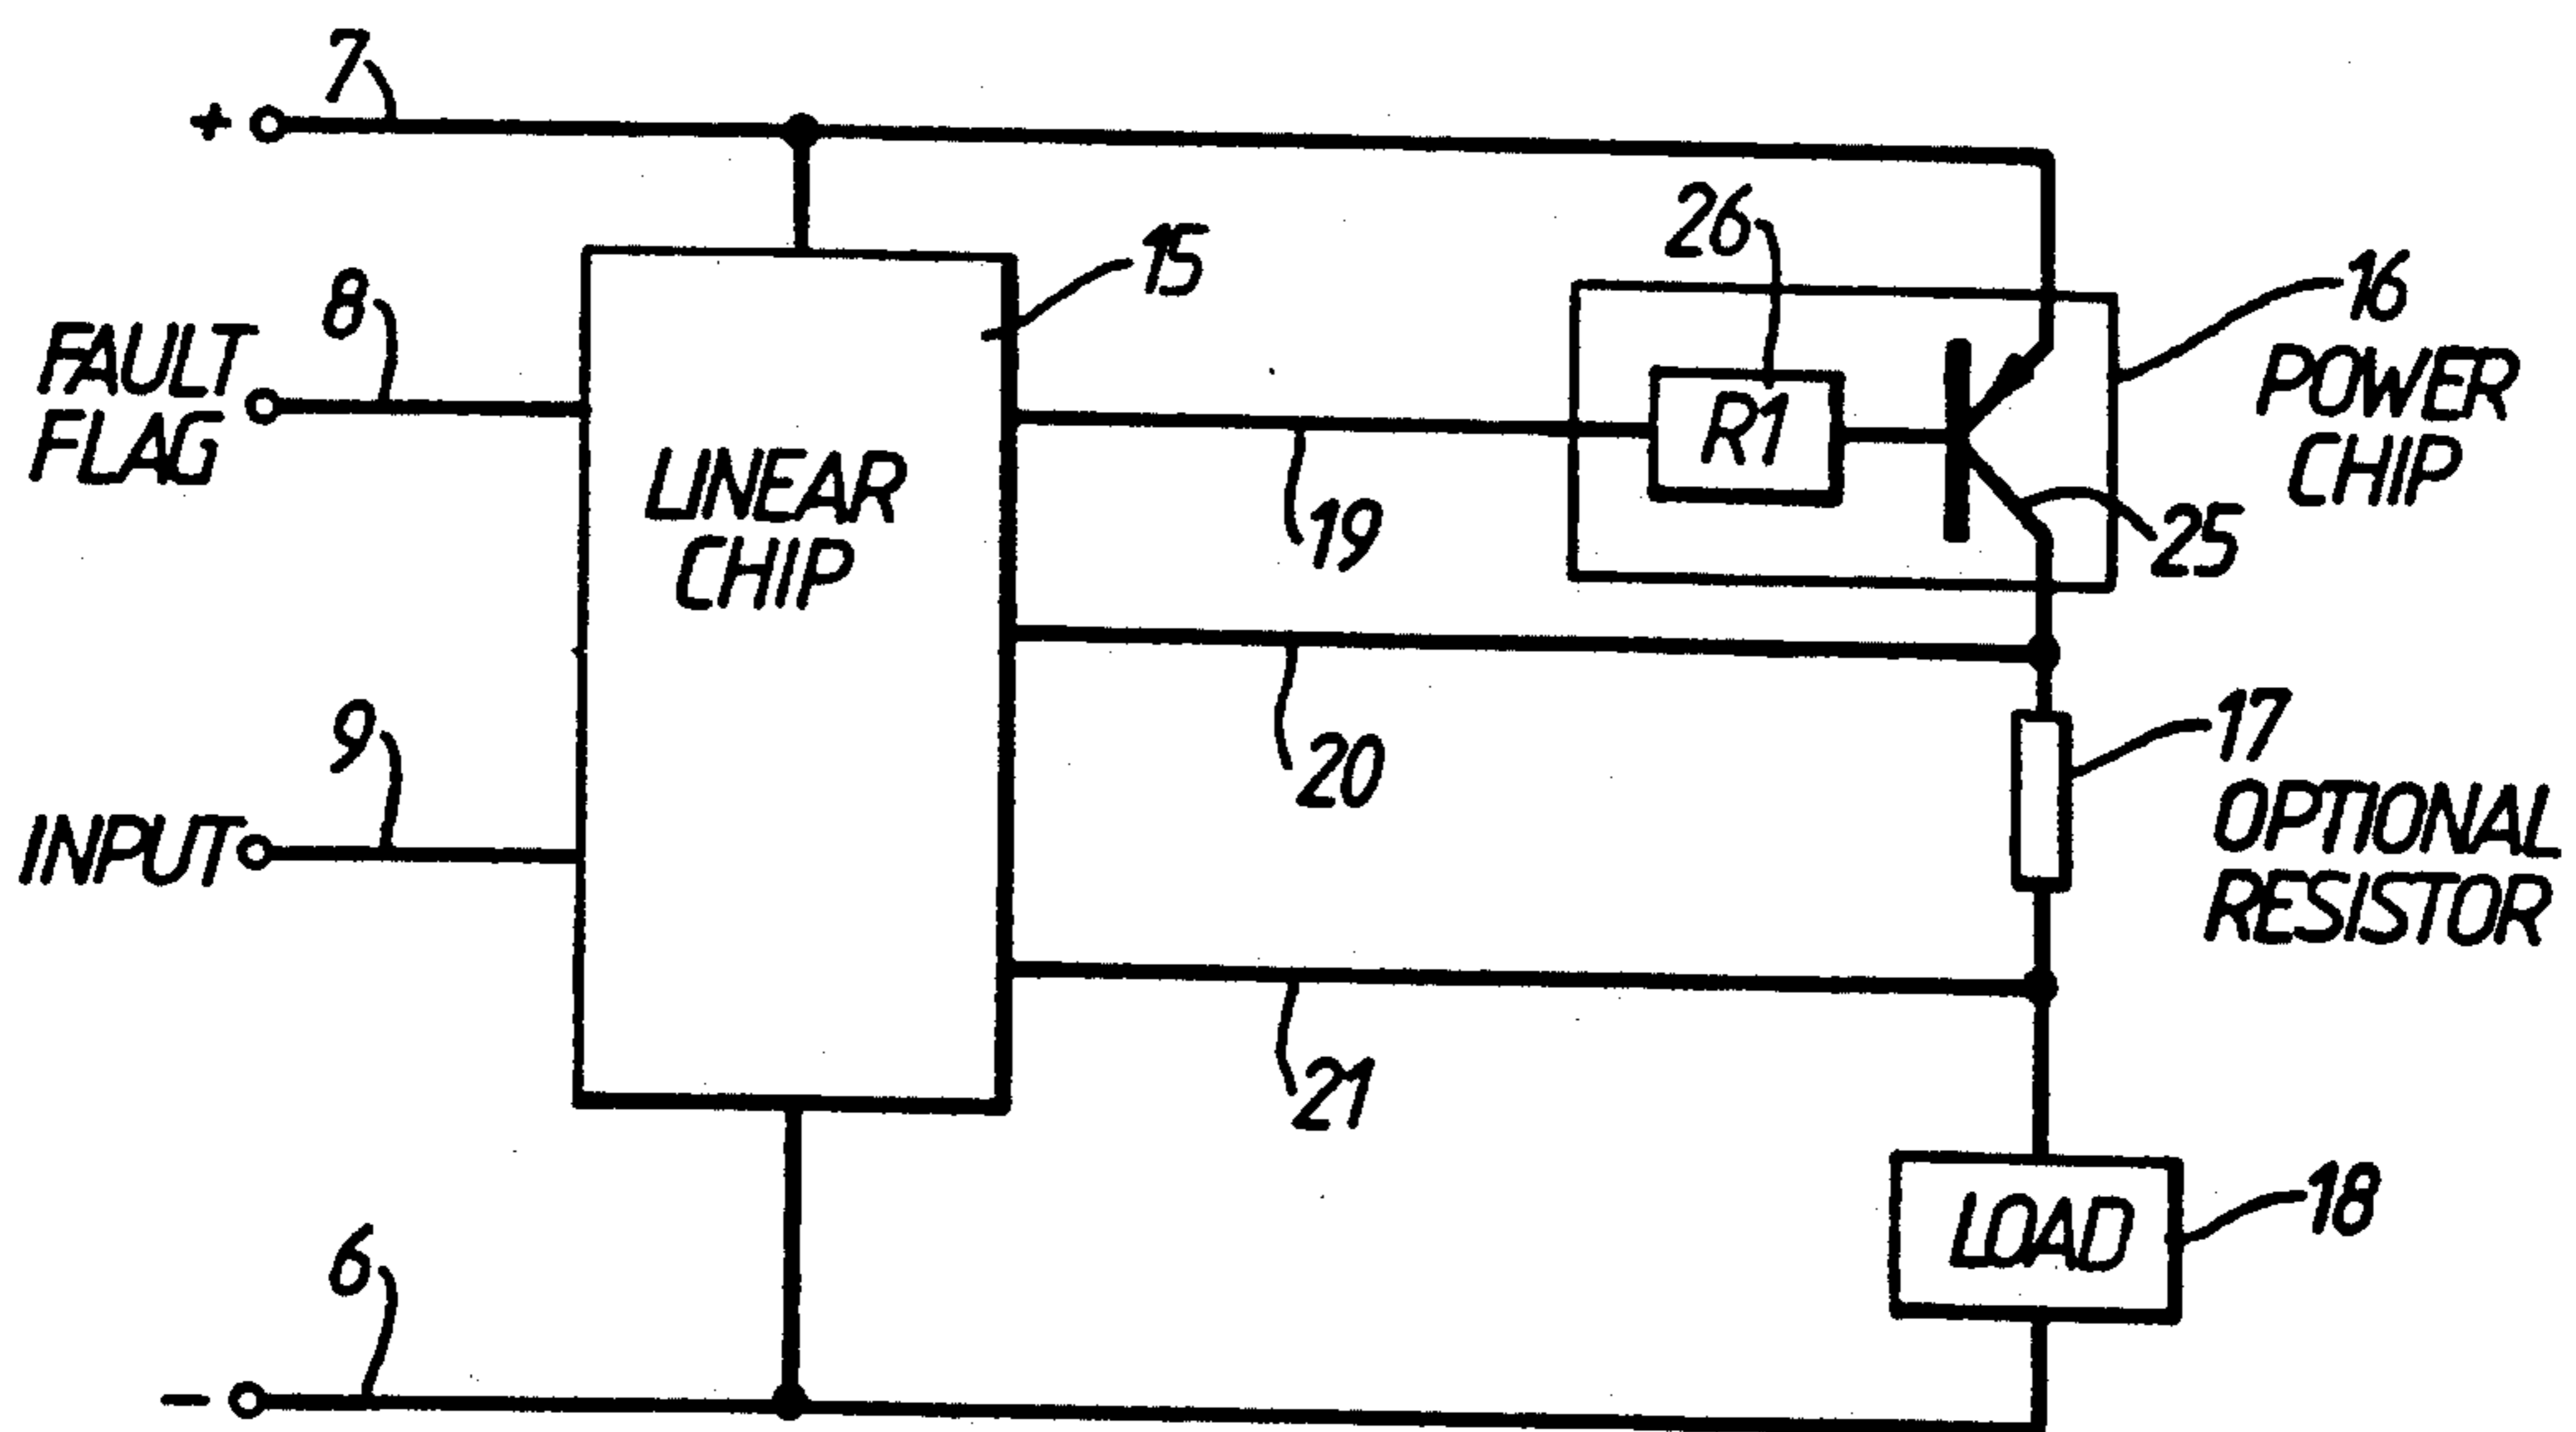 7
+
26
15
16
POWER
CHIP
8
FAULT
FLAG
R1
LINEAR
CHIP
19
25
9
20
17
OPTIONAL
RESISTOR
INPUT
21
6
LOAD
18
-